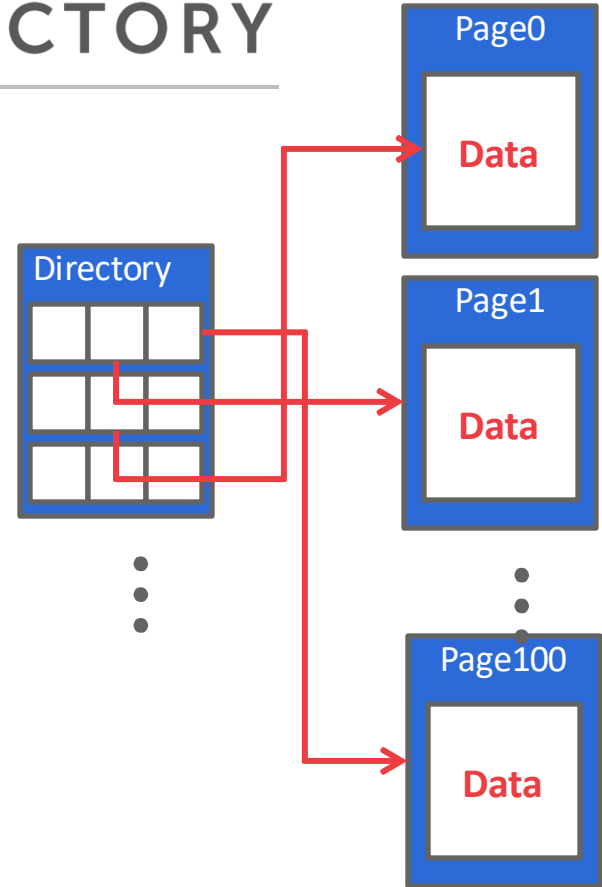 CTORY
Page0
Data
Directory
Page1
Data
Page100
Data